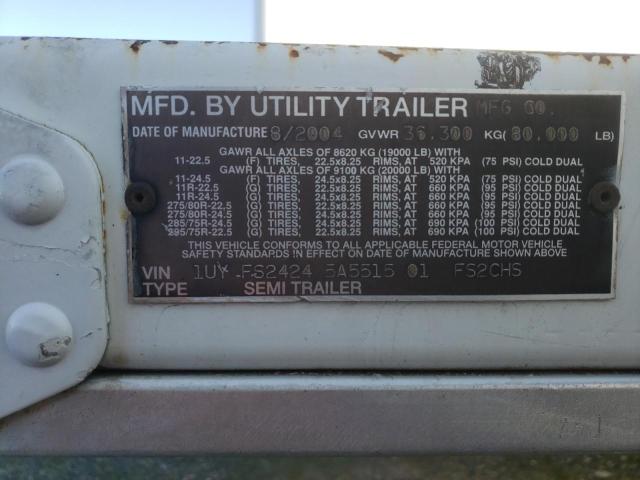 MFD. BY UTILITY TRAILER MFG CO.
DATE OF MANUFACTURE 8/2004 GVWR 36.300 KG(80.000 LB)
GAWR ALL AXLES OF 8620 KG (19000 LB) WITH
11-22.5 (F) TIRES, 22.5x8.25 RIMS, AT 520 KPA (75 PSI) COLD DUAL
GAWR ALL AXLES OF 9100 KG (20000 LB) WITH
11-24.5 (F) TIRES, 24.5x8.25 RIMS, AT 520 KPA (75 PSI) COLD DUAL
11R-22.5 (G) TIRES, 22.5x8.25 RIMS, AT 660 KPA (95 PSI) COLD DUAL
11R-24.5 (G) TIRES, 24.5x8.25 RIMS, AT 660 KPA (95 PSI) COLD DUAL
275/80R-22.5 (G) TIRES, 22.5x8.25 RIMS, AT 660 KPA (95 PSI) COLD DUAL
275/80R-24.5 (G) TIRES, 24.5x8.25 RIMS, AT 660 KPA (95 PSI) COLD DUAL
285/75R-24.5 (G) TIRES, 24.5x8.25 RIMS, AT 690 KPA (100 PSI) COLD DUAL
295/75R-22.5 (G) TIRES, 22.5x8.25 RIMS, AT 690 KPA (100 PSI) COLD DUAL
THIS VEHICLE CONFORMS TO ALL APPLICABLE FEDERAL MOTOR VEHICLE
SAFETY STANDARDS IN EFFECT ON DATE OF MANUFACTURE SHOWN ABOVE
VIN 1UY FS2424 5A5515 01 FS2CHS
TYPE SEMI TRAILER